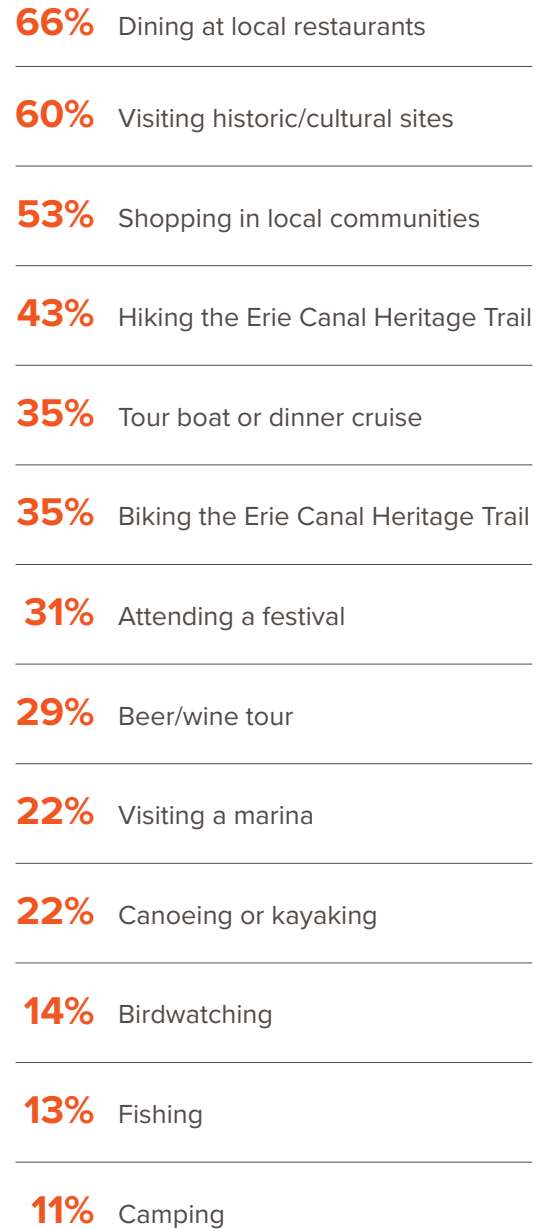 66% Dining at local restaurants
60% Visiting historic/cultural sites
53% Shopping in local communities
43% Hiking the Erie Canal Heritage Trail
35% Tour boat or dinner cruise
35% Biking the Erie Canal Heritage Trail
31% Attending a festival
29% Beer/wine tour
22% Visiting a marina
22% Canoeing or kayaking
14% Birdwatching
13% Fishing
11% Camping